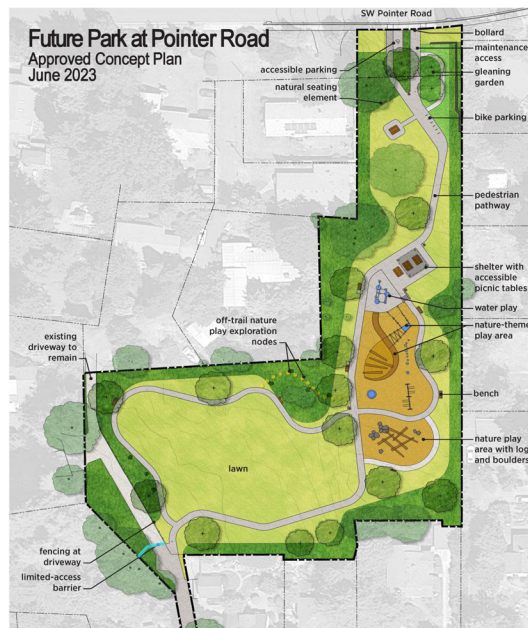 SW Pointer Road
Future Park at Pointer Road
Approved Concept Plan
June 2023
bollard
maintenance
access
accessible parking
gleaning
garden
natural seating
element
bike parking
pedestrian
pathway
shelter with
accessible
picnic tables
water play
off-trail nature
play exploration
nodes
nature-theme
play area
existing
driveway to
remain
bench
nature play
area with log
and boulders
lawn
fencing at
driveway
limited-access
barrier